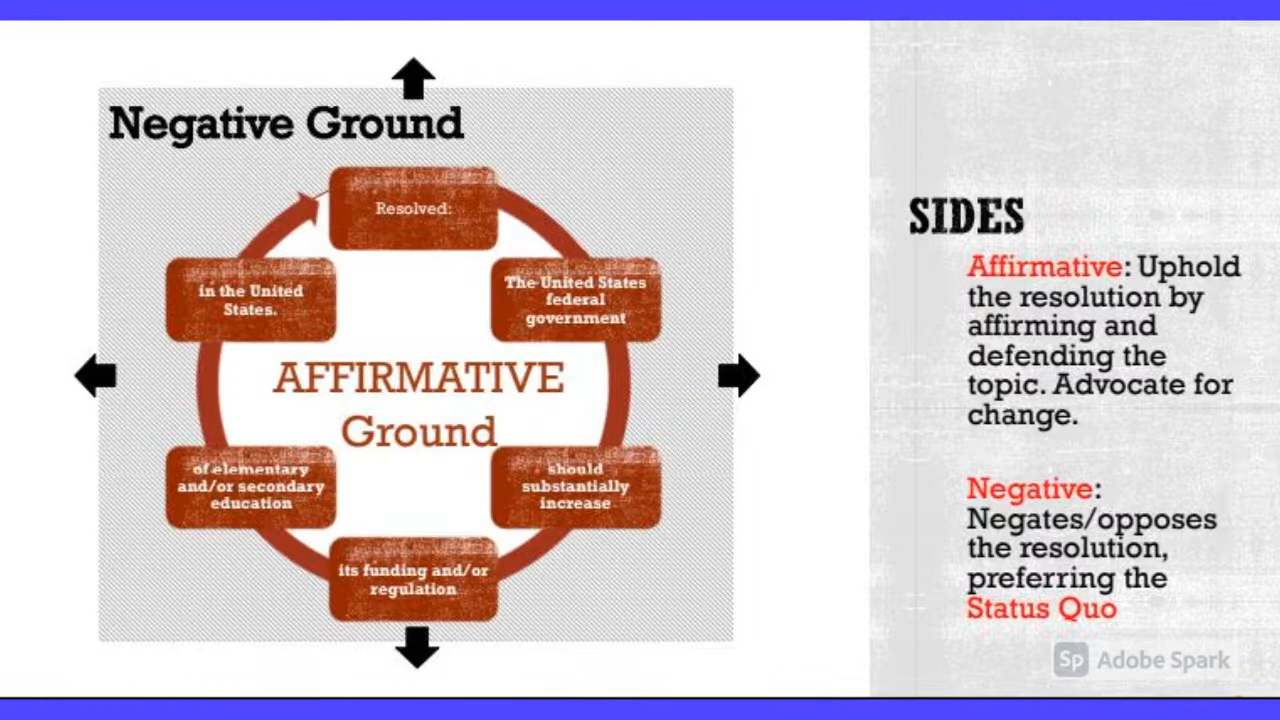 Negative Ground
Resolved:
The United States
federal
government
should
substantially
increase
its funding and/or
regulation
of elementary
and/or secondary
education
in the United
States.
AFFIRMATIVE
Ground
SIDES
Affirmative: Uphold
the resolution by
affirming and
defending the
topic. Advocate for
change.
Negative:
Negates/opposes
the resolution,
preferring the
Status Quo
Sp Adobe Spark